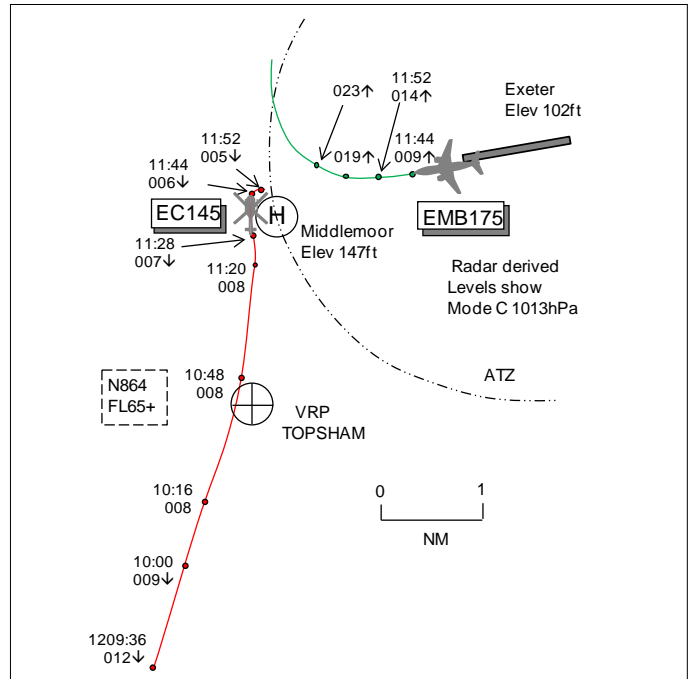 11:52
014↑
023↑
Exeter
Elev 102ft
11:52
005↓
11:44
006↓
019↑
11:44
009↑
EC145
H
EMB175
Middlemoor
Elev 147ft
11:28
007↓
11:20
008
Radar derived
Levels show
Mode C 1013hPa
ATZ
10:48
008
N864
FL65+
VRP
TOPSHAM
10:16
008
0
1
NM
10:00
009↓
1209:36
012↓